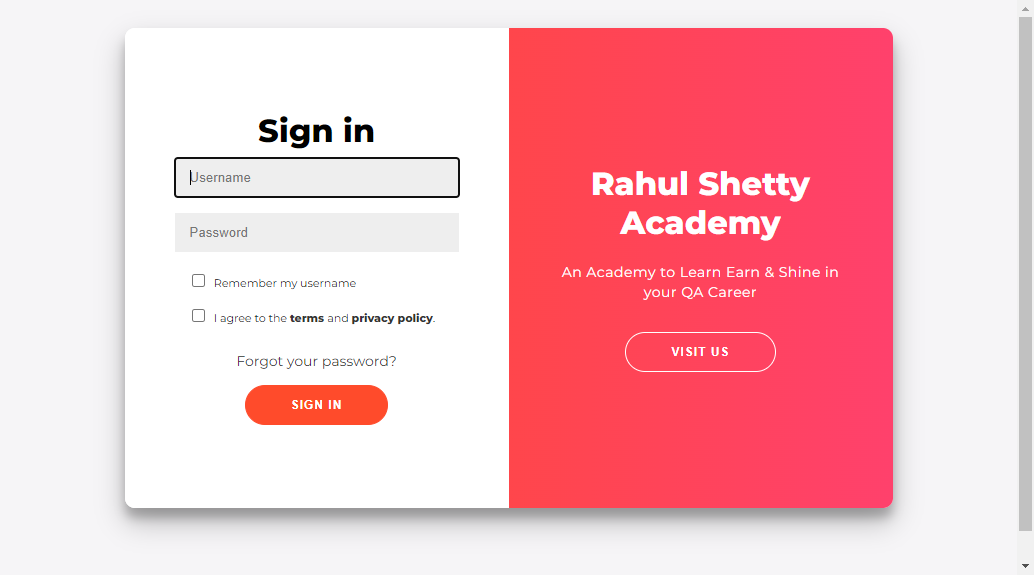 Sign in
Username
Password
Remember my username
I agree to the terms and privacy policy.
Forgot your password?
SIGN IN
Rahul Shetty
Academy
An Academy to Learn Earn & Shine in
your QA Career
VISIT US